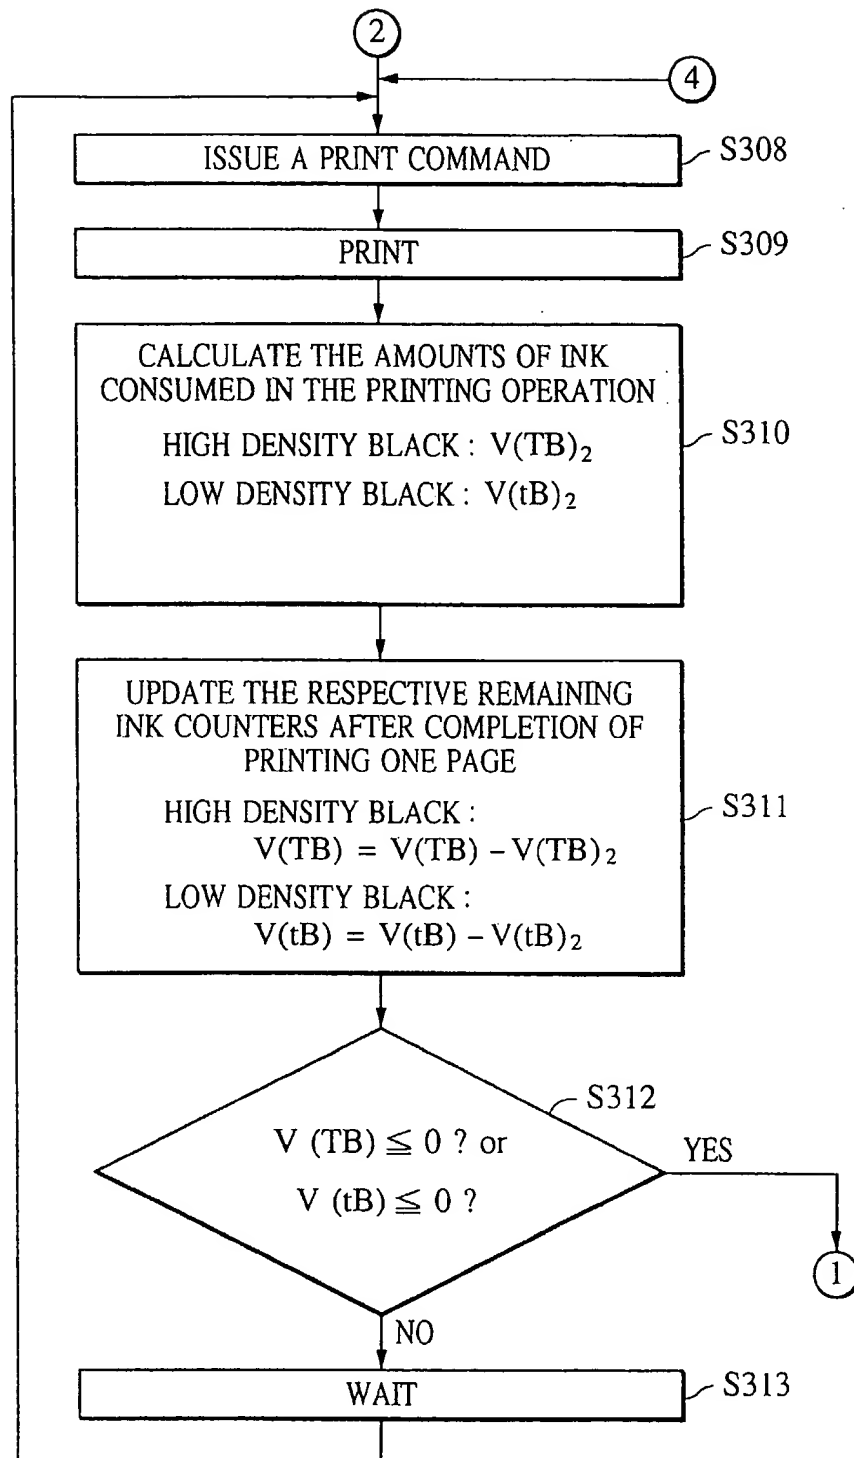 2
4
ISSUE A PRINT COMMAND
S308
PRINT
S309
CALCULATE THE AMOUNTS OF INK
CONSUMED IN THE PRINTING OPERATION
HIGH DENSITY BLACK : V(TB)₂
LOW DENSITY BLACK : V(tB)₂
S310
UPDATE THE RESPECTIVE REMAINING
INK COUNTERS AFTER COMPLETION OF
PRINTING ONE PAGE
HIGH DENSITY BLACK :
V(TB) = V(TB) – V(TB)₂
LOW DENSITY BLACK :
V(tB) = V(tB) – V(tB)₂
S311
S312
V (TB) ≦ 0 ? or
V (tB) ≦ 0 ?
YES
1
NO
WAIT
S313